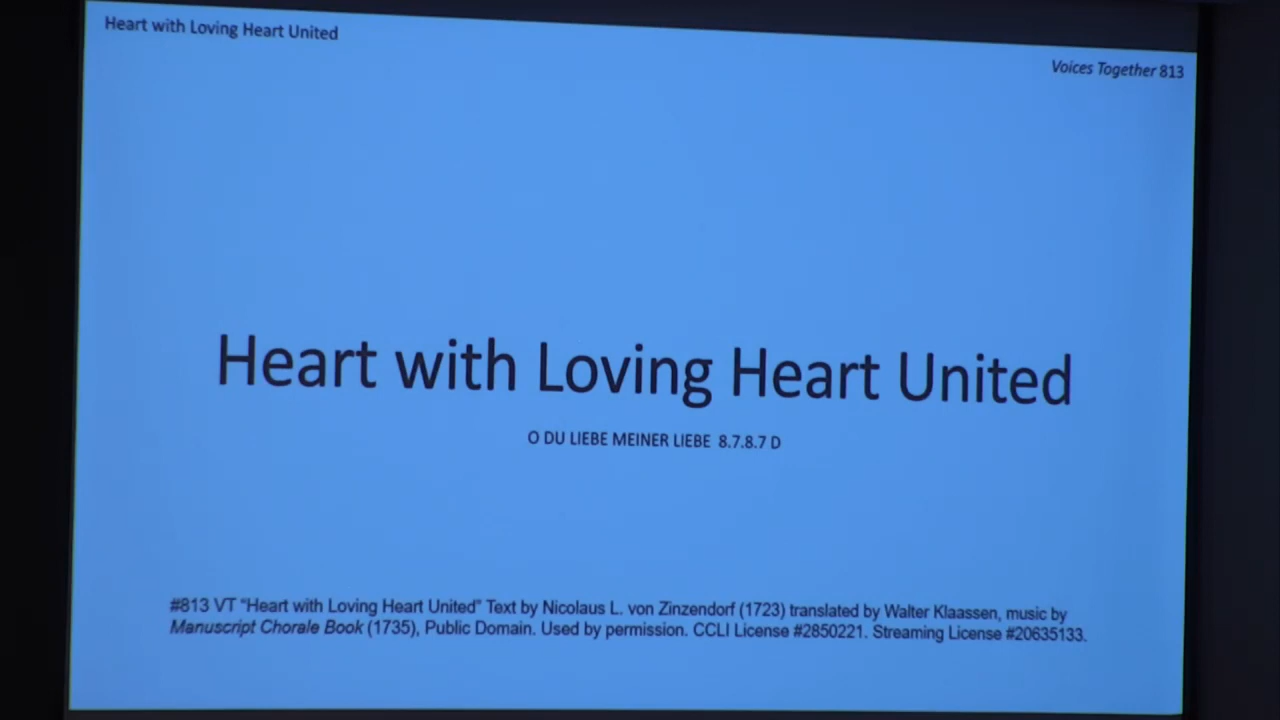 Heart with Loving Heart United
Voices Together 813
Heart with Loving Heart United
O DU LIEBE MEINER LIEBE 8.7.8.7 D
#813 VT "Heart with Loving Heart United" Text by Nicolaus L. von Zinzendorf (1723) translated by Walter Klaassen, music by
Manuscript Chorale Book (1735), Public Domain. Used by permission. CCLI License #2850221. Streaming License #20635133.